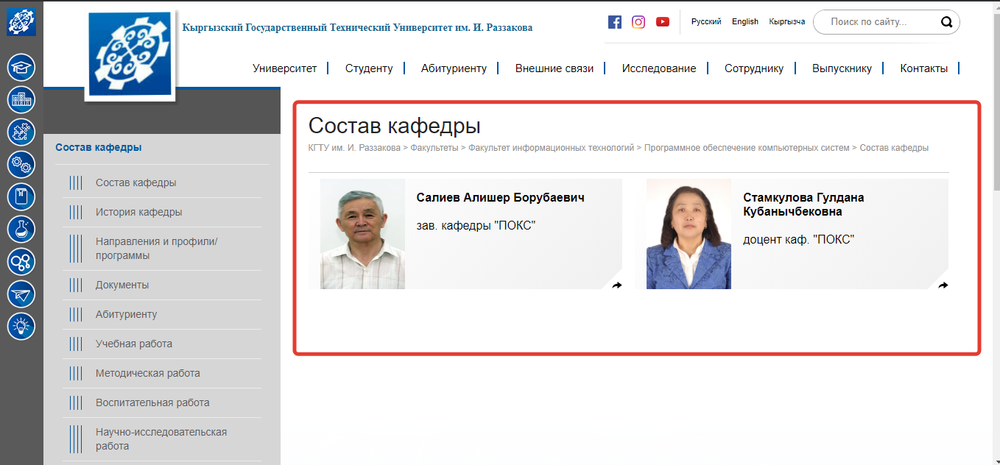 Кыргызский Государственный Технический Университет им. И. Раззакова
Русский English Кыргызча Поиск по сайту...
Университет Студенту Абитуриенту Внешние связи Исследование Сотруднику Выпускнику Контакты
Состав кафедры
Состав кафедры
История кафедры
Направления и профили/
программы
Документы
Абитуриенту
Учебная работа
Методическая работа
Воспитательная работа
Научно-исследовательская
работа
Состав кафедры
КГТУ им. И. Раззакова > Факультеты > Факультет информационных технологий > Программное обеспечение компьютерных систем > Состав кафедры
Салиев Алишер Борубаевич
зав. кафедры "ПОКС"
Стамкулова Гулдана
Кубанычбековна
доцент каф. "ПОКС"